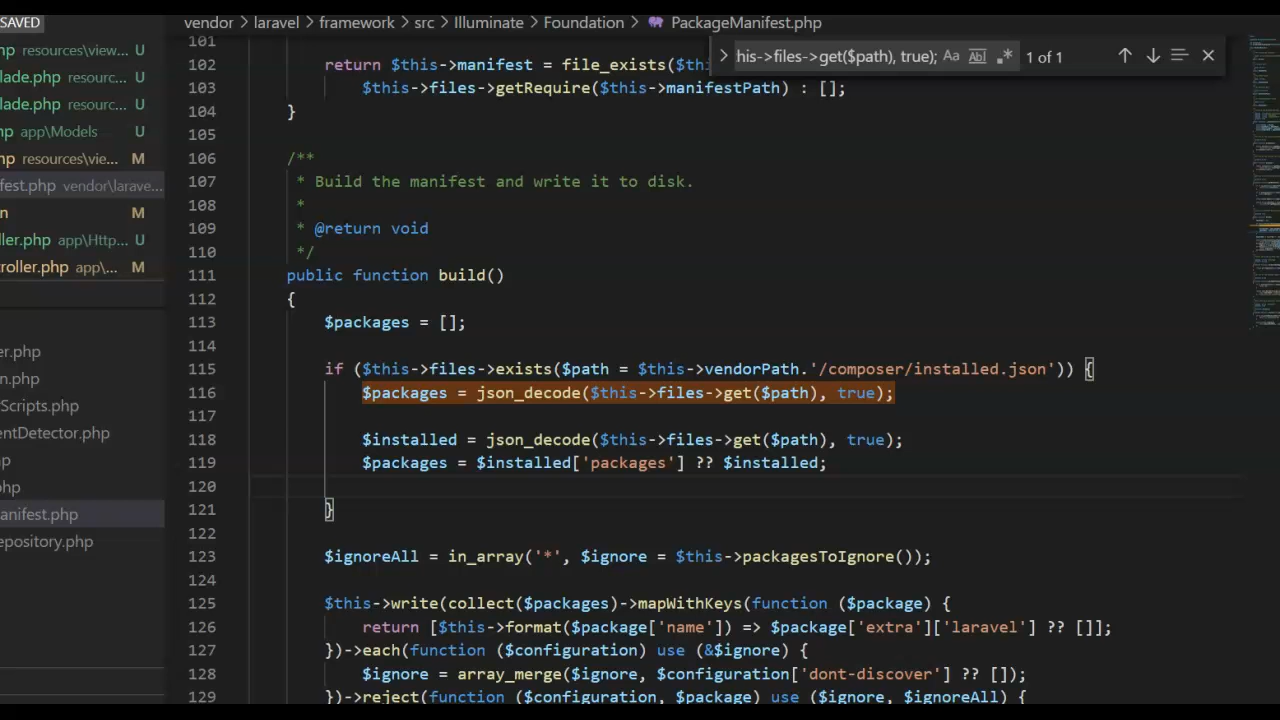 SAVED
vendor > laravel > framework > src > Illuminate > Foundation > PackageManifest.php
his->files->get($path), true); Aa Ab .* 1 of 1
hp resources\view... U
lade.php resourc... U
lade.php resourc... U
hp app\Models U
hp resources\vie... M
fest.php vendor\larave...
n M
ller.php app\Http... U
roller.php app\... M
er.php
n.php
Scripts.php
entDetector.php
p
php
anifest.php
epository.php
101
102 return $this->manifest = file_exists($thi
103 $this->files->getRequire($this->manifestPath) : [];
104 }
105
106 /**
107 * Build the manifest and write it to disk.
108 *
109 * @return void
110 */
111 public function build()
112 {
113 $packages = [];
114
115 if ($this->files->exists($path = $this->vendorPath.'/composer/installed.json')) {
116 $packages = json_decode($this->files->get($path), true);
117
118 $installed = json_decode($this->files->get($path), true);
119 $packages = $installed['packages'] ?? $installed;
120
121 }
122
123 $ignoreAll = in_array('*', $ignore = $this->packagesToIgnore());
124
125 $this->write(collect($packages)->mapWithKeys(function ($package) {
126 return [$this->format($package['name']) => $package['extra']['laravel'] ?? []];
127 })->each(function ($configuration) use (&$ignore) {
128 $ignore = array_merge($ignore, $configuration['dont-discover'] ?? []);
129 })->reject(function ($configuration, $package) use ($ignore, $ignoreAll) {